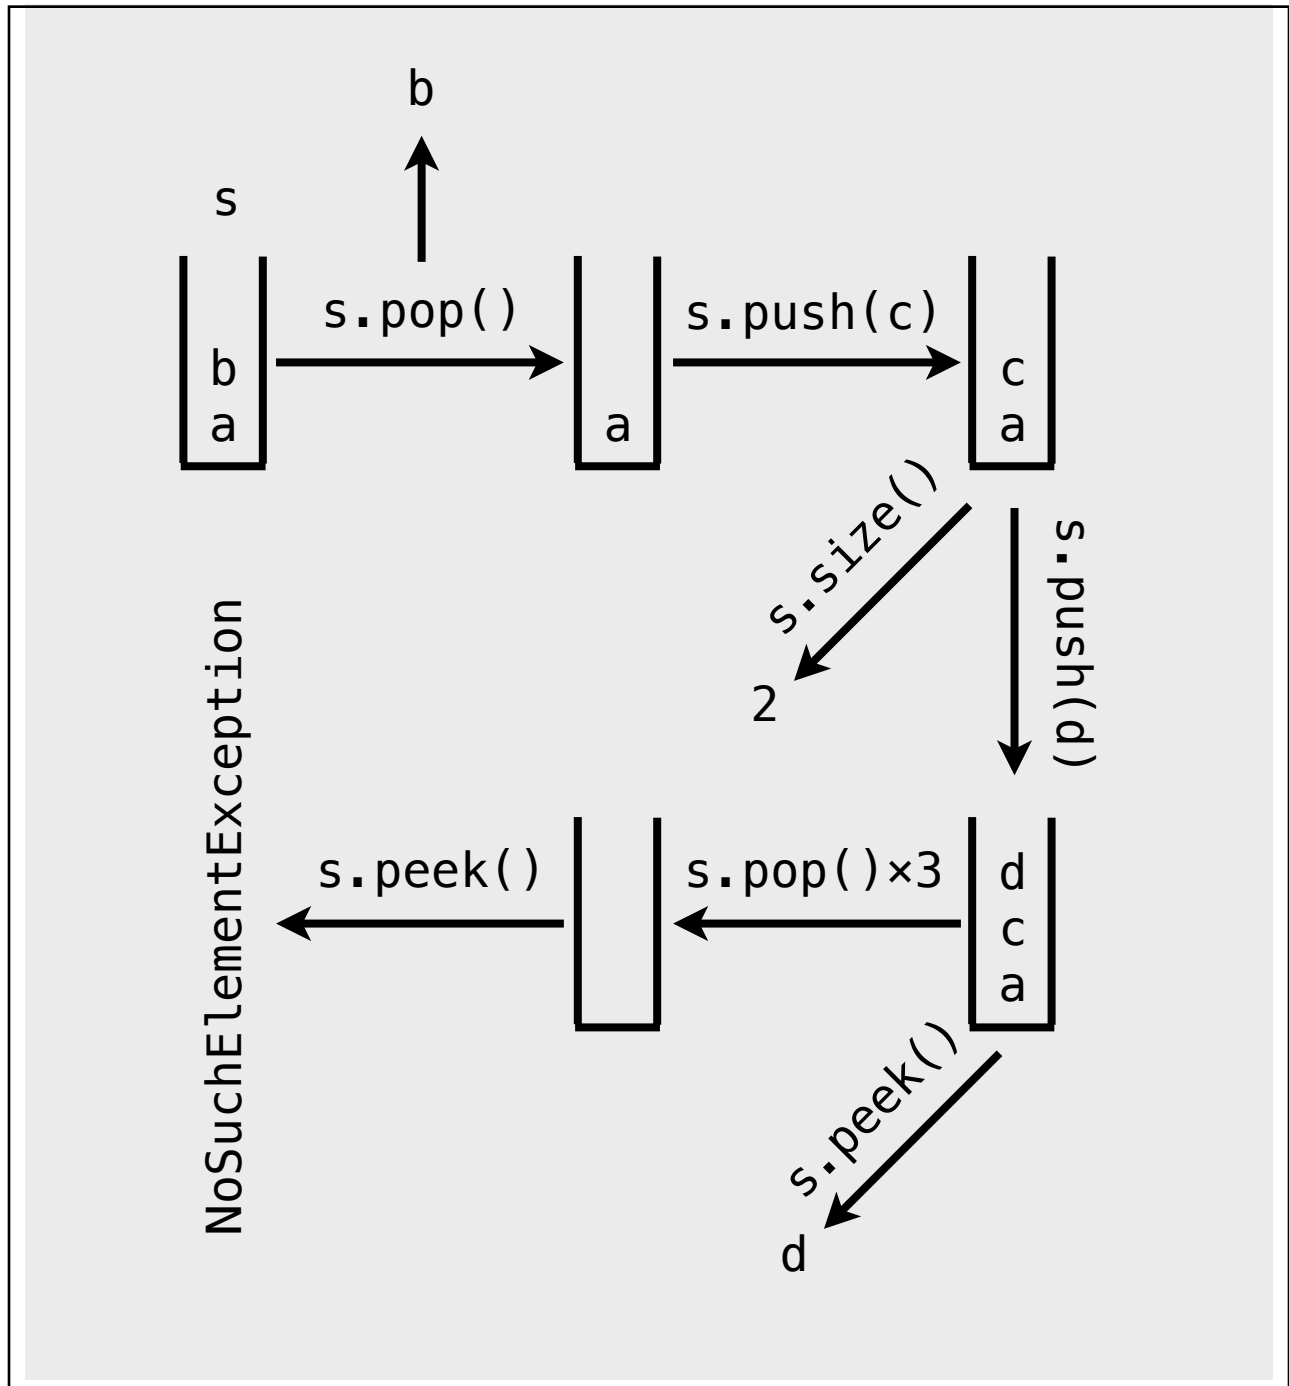 b
s
s.pop()
s.push(c)
b
a
a
c
a
s.size()
s.push(d)
2
NoSuchElementException
s.peek()
s.pop()×3
d
c
a
s.peek()
d